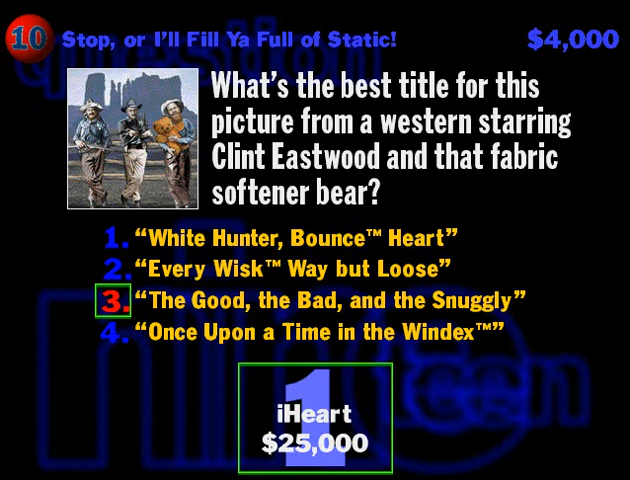 10 Stop, or I'll Fill Ya Full of Static! $4,000
What's the best title for this
picture from a western starring
Clint Eastwood and that fabric
softener bear?
1. "White Hunter, Bounce™ Heart"
2. "Every Wisk™ Way but Loose"
3. "The Good, the Bad, and the Snuggly"
4. "Once Upon a Time in the Windex™"
1
iHeart
$25,000
question